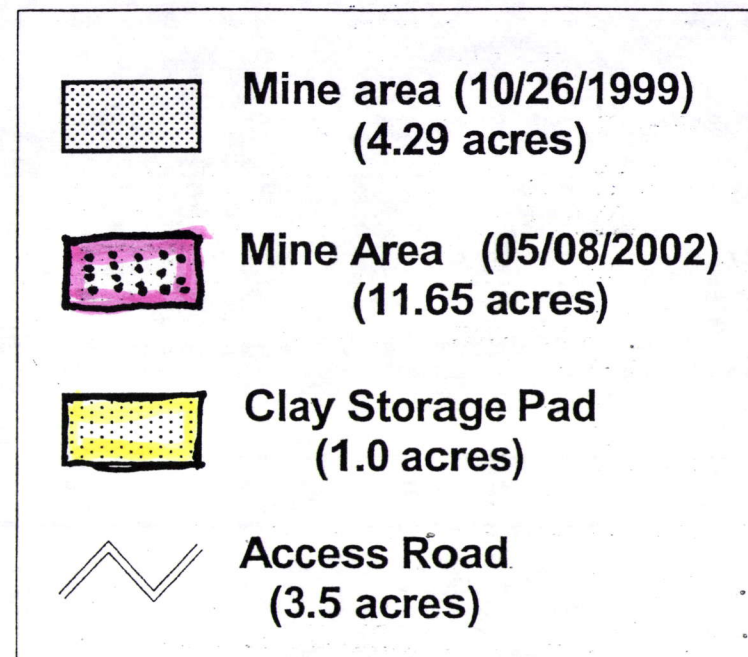 Mine area (10/26/1999)
(4.29 acres)
Mine Area (05/08/2002)
(11.65 acres)
Clay Storage Pad
(1.0 acres)
Access Road
(3.5 acres)